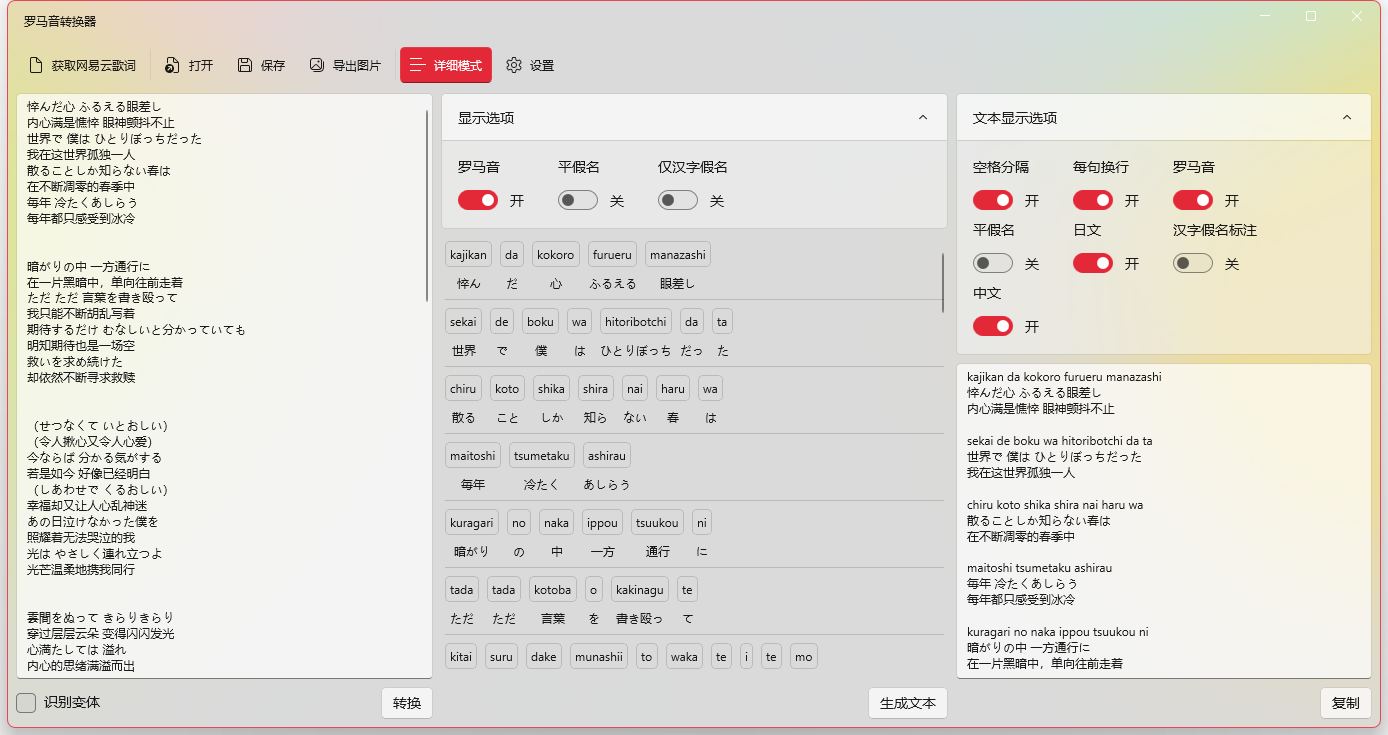 罗马音转换器
获取网易云歌词 打开 保存 导出图片 详细模式 设置
悴んだ心 ふるえる眼差し
内心满是憔悴 眼神颤抖不止
世界で 僕は ひとりぼっちだった
我在这世界孤独一人
散ることしか知らない春は
在不断凋零的春季中
毎年 冷たくあしらう
每年都只感受到冰冷
暗がりの中 一方通行に
在一片黑暗中，单向往前走着
ただ ただ 言葉を書き殴って
我只能不断胡乱写着
期待するだけ むなしいと分かっていても
明知期待也是一场空
救いを求め続けた
却依然不断寻求救赎
（せつなくて いとおしい）
（令人揪心又令人心爱）
今ならば 分かる気がする
若是如今 好像已经明白
（しあわせで くるおしい）
幸福却又让人心乱神迷
あの日泣けなかった僕を
照耀着无法哭泣的我
光は やさしく連れ立つよ
光芒温柔地携我同行
雲間をぬって きらりきらり
穿过层层云朵 变得闪闪发光
心満たしては 溢れ
内心的思绪满溢而出
识别变体
转换
显示选项
罗马音 平假名 仅汉字假名
开 关 关
kajikan da kokoro furueru manazashi
悴ん だ 心 ふるえる 眼差し
sekai de boku wa hitoribotchi da ta
世界 で 僕 は ひとりぼっち だっ た
chiru koto shika shira nai haru wa
散る こと しか 知ら ない 春 は
maitoshi tsumetaku ashirau
毎年 冷たく あしらう
kuragari no naka ippou tsuukou ni
暗がり の 中 一方 通行 に
tada tada kotoba o kakinagu te
ただ ただ 言葉 を 書き殴っ て
kitai suru dake munashii to waka te i te mo
生成文本
文本显示选项
空格分隔 每句换行 罗马音
开 开 开
平假名 日文 汉字假名标注
关 开 关
中文
开
kajikan da kokoro furueru manazashi
悴んだ心 ふるえる眼差し
内心满是憔悴 眼神颤抖不止
sekai de boku wa hitoribotchi da ta
世界で 僕は ひとりぼっちだった
我在这世界孤独一人
chiru koto shika shira nai haru wa
散ることしか知らない春は
在不断凋零的春季中
maitoshi tsumetaku ashirau
毎年 冷たくあしらう
每年都只感受到冰冷
kuragari no naka ippou tsuukou ni
暗がりの中 一方通行に
在一片黑暗中，单向往前走着
复制